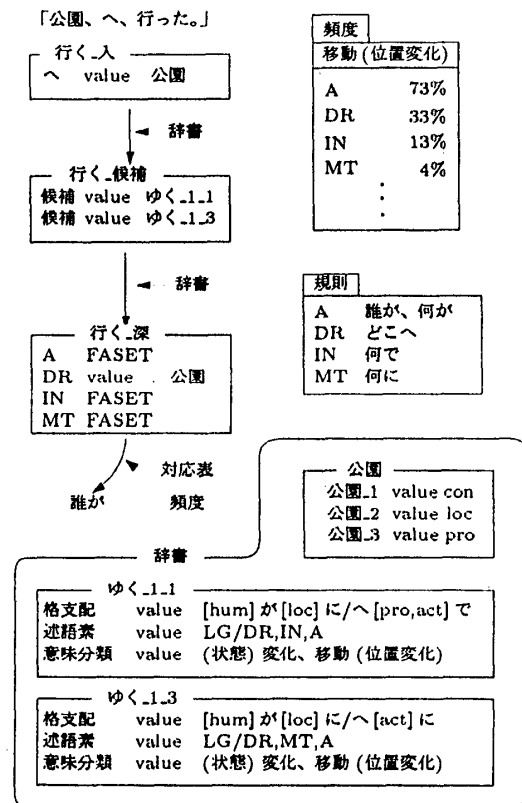 「公園、へ、行った。」
行く_入
へ value 公園
辞書
行く_候補
候補 value ゆく_1_1
候補 value ゆく_1_3
辞書
行く_深
A FASET
DR value 公園
IN FASET
MT FASET
対応表
誰が 頻度
頻度
移動(位置変化)
A 73%
DR 33%
IN 13%
MT 4%
規則
A 誰が、何が
DR どこへ
IN 何で
MT 何に
公園
公園_1 value con
公園_2 value loc
公園_3 value pro
辞書
ゆく_1_1
格支配 value [hum]が[loc]に/へ[pro,act]で
述語素 value LG/DR,IN,A
意味分類 value (状態)変化、移動(位置変化)
ゆく_1_3
格支配 value [hum]が[loc]に/へ[act]に
述語素 value LG/DR,MT,A
意味分類 value (状態)変化、移動(位置変化)